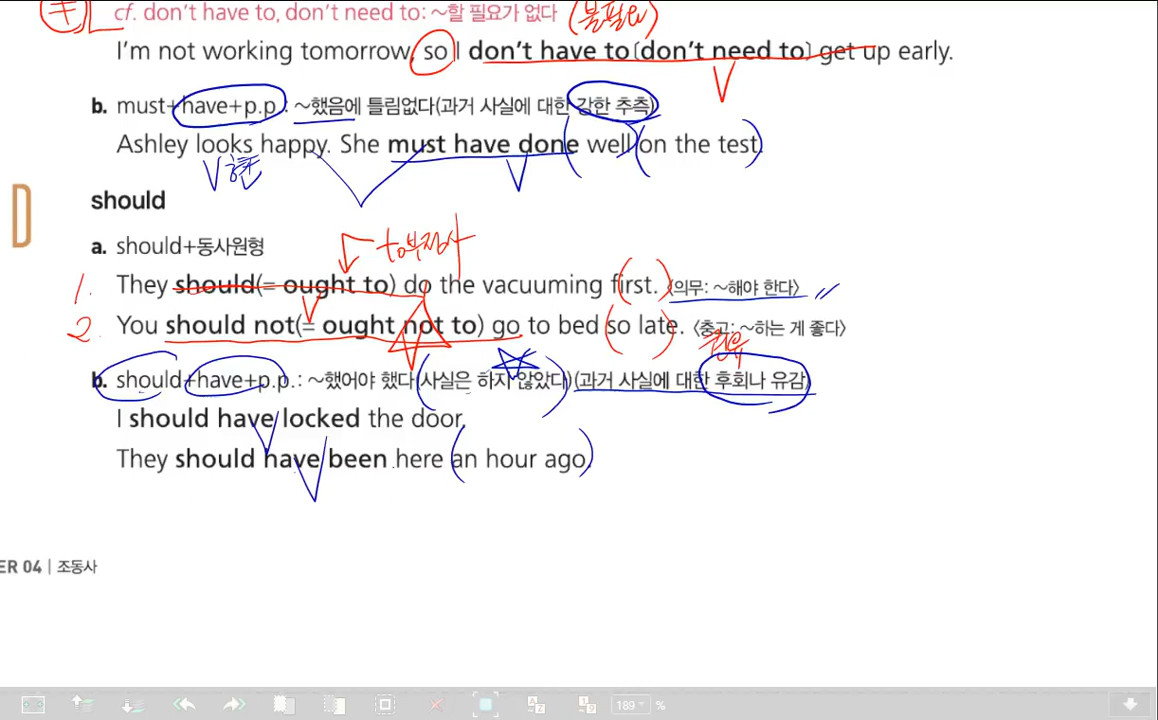 cf. don't have to, don't need to: ~할 필요가 없다 (불필요)
I'm not working tomorrow, so I don't have to(don't need to) get up early.
b. must+have+p.p.: ~했음에 틀림없다(과거 사실에 대한 강한 추측)
Ashley looks happy. She must have done well on the test.
should
D
a. should+동사원형
to부정사
1. They should(= ought to) do the vacuuming first. <의무: ~해야 한다>
2. You should not(= ought not to) go to bed so late. <충고: ~하는 게 좋다>
b. should+have+p.p.: ~했어야 했다(사실은 하지 않았다)(과거 사실에 대한 후회나 유감)
I should have locked the door.
They should have been here an hour ago.
ER 04 | 조동사
189 %